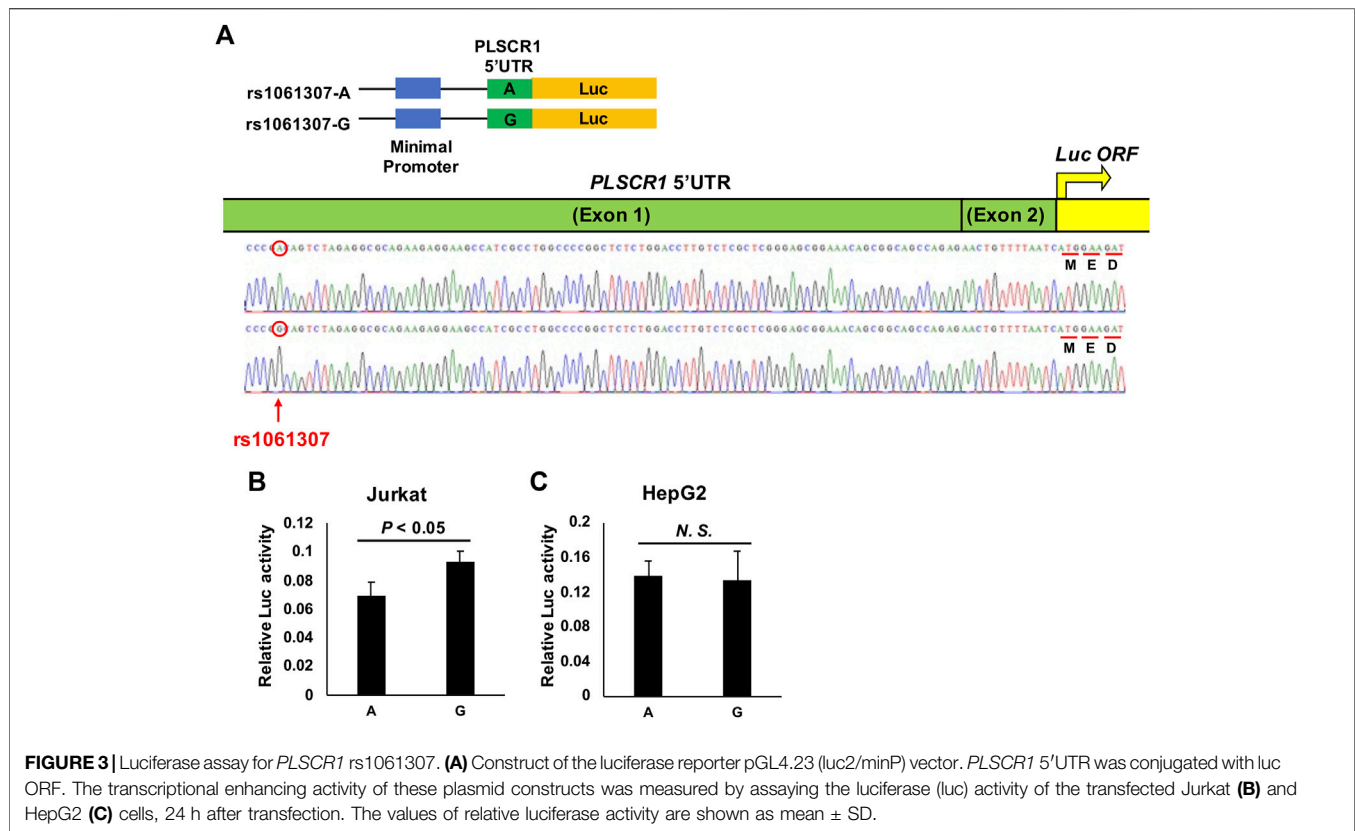 A
PLSCR1
5'UTR
rs1061307-A
A
Luc
rs1061307-G
G
Luc
Minimal
Promoter
Luc ORF
PLSCR1 5'UTR
(Exon 1)
(Exon 2)
CCCGACAGTCTAGAGGCGCAGAAGAGGAAGCCATCGCCTGGCCCCGGCTCTCTGGACCTTGTCTCGCTCGGGAGCGGAAACAGCGGCAGCCAGAGAACTGTTTTAATCATGGAAGAT
M E D
CCCGGCAGTCTAGAGGCGCAGAAGAGGAAGCCATCGCCTGGCCCCGGCTCTCTGGACCTTGTCTCGCTCGGGAGCGGAAACAGCGGCAGCCAGAGAACTGTTTTAATCATGGAAGAT
M E D
rs1061307
B
Jurkat
P < 0.05
Relative Luc activity
0.12
0.1
0.08
0.06
0.04
0.02
0
A
G
C
HepG2
N. S.
Relative Luc activity
0.2
0.16
0.12
0.08
0.04
0
A
G
FIGURE 3 | Luciferase assay for PLSCR1 rs1061307. (A) Construct of the luciferase reporter pGL4.23 (luc2/minP) vector. PLSCR1 5′UTR was conjugated with luc
ORF. The transcriptional enhancing activity of these plasmid constructs was measured by assaying the luciferase (luc) activity of the transfected Jurkat (B) and
HepG2 (C) cells, 24 h after transfection. The values of relative luciferase activity are shown as mean ± SD.